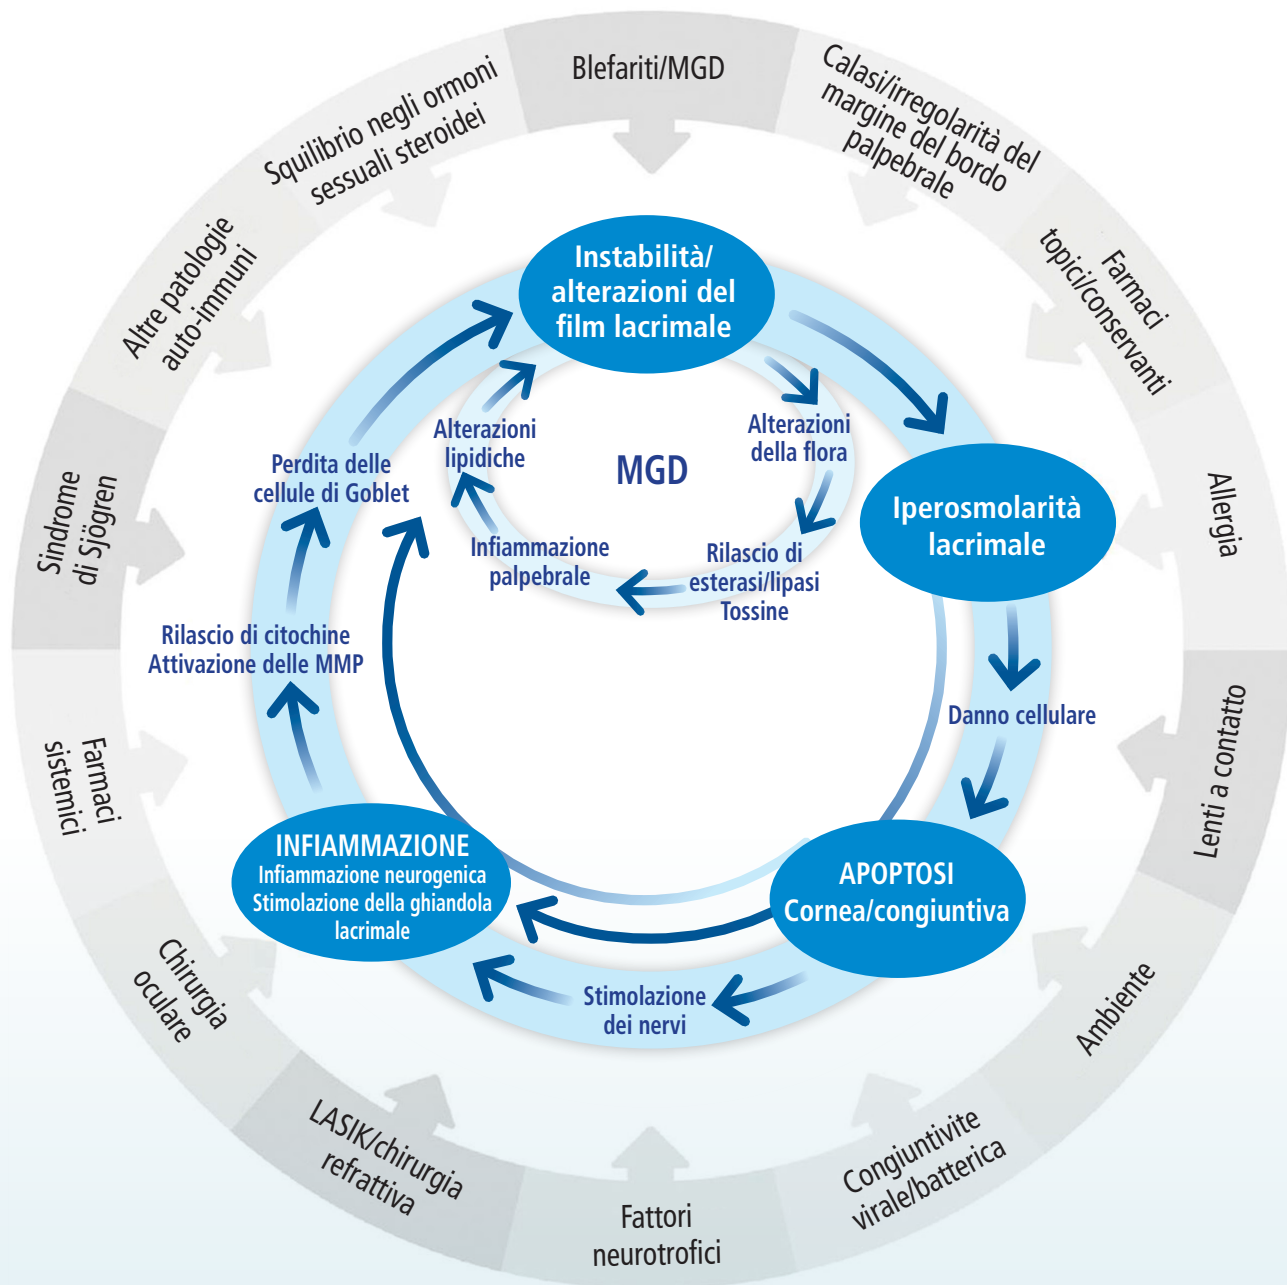 Blefariti/MGD
Calasi/irregolarità del
margine del bordo
palpebrale
Farmaci
topici/conservanti
Allergia
Lenti a contatto
Ambiente
Congiuntivite
virale/batterica
Fattori
neurotrofici
LASIK/chirurgia
refrattiva
Chirurgia
oculare
Farmaci
sistemici
Sindrome
di Sjögren
Altre patologie
auto-immuni
Squilibrio negli ormoni
sessuali steroidei
Instabilità/
alterazioni del
film lacrimale
Iperosmolarità
lacrimale
Danno cellulare
APOPTOSI
Cornea/congiuntiva
Stimolazione
dei nervi
INFIAMMAZIONE
Infiammazione neurogenica
Stimolazione della ghiandola
lacrimale
Rilascio di citochine
Attivazione delle MMP
Perdita delle
cellule di Goblet
MGD
Alterazioni
della flora
Rilascio di
esterasi/lipasi
Tossine
Infiammazione
palpebrale
Alterazioni
lipidiche